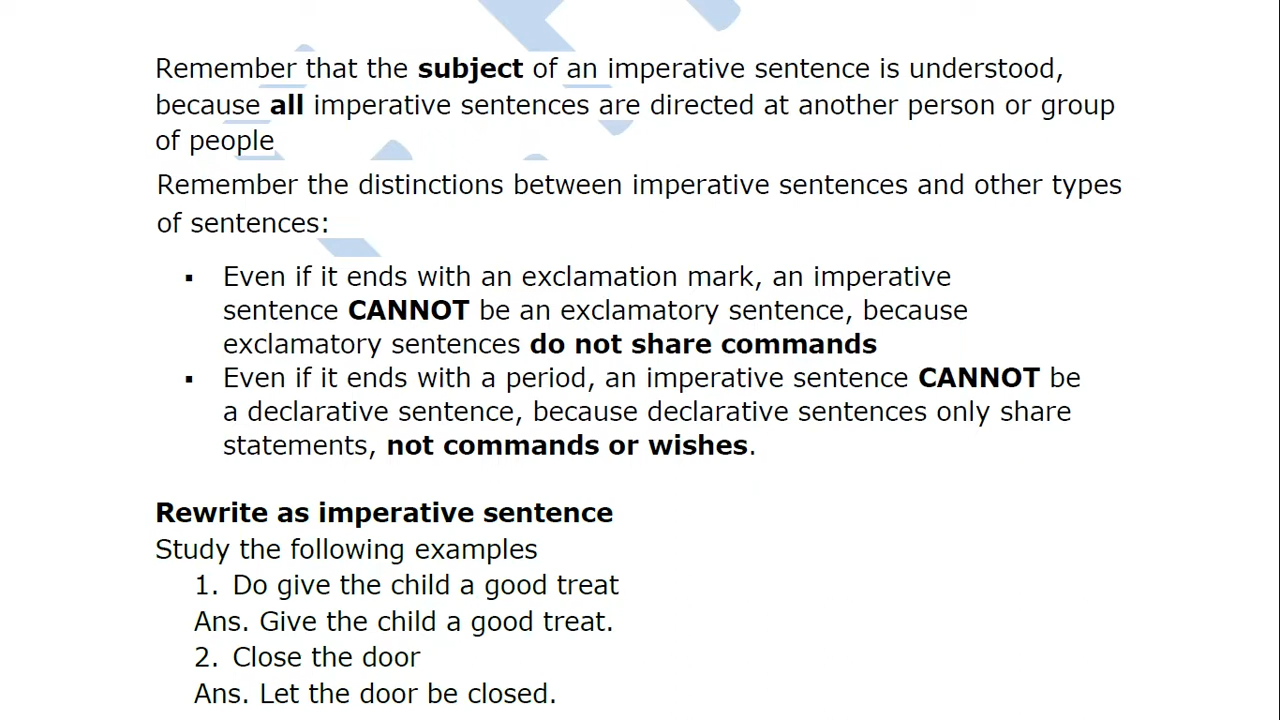 Remember that the subject of an imperative sentence is understood,
because all imperative sentences are directed at another person or group
of people
Remember the distinctions between imperative sentences and other types
of sentences:
▪ Even if it ends with an exclamation mark, an imperative
sentence CANNOT be an exclamatory sentence, because
exclamatory sentences do not share commands
▪ Even if it ends with a period, an imperative sentence CANNOT be
a declarative sentence, because declarative sentences only share
statements, not commands or wishes.
Rewrite as imperative sentence
Study the following examples
1. Do give the child a good treat
Ans. Give the child a good treat.
2. Close the door
Ans. Let the door be closed.